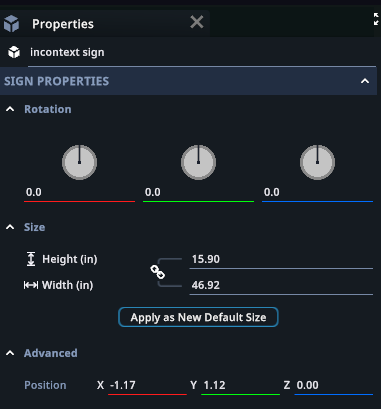 Properties
incontext sign
SIGN PROPERTIES
Rotation
0.0 0.0 0.0
Size
Height (in) 15.90
Width (in) 46.92
Apply as New Default Size
Advanced
Position X -1.17 Y 1.12 Z 0.00